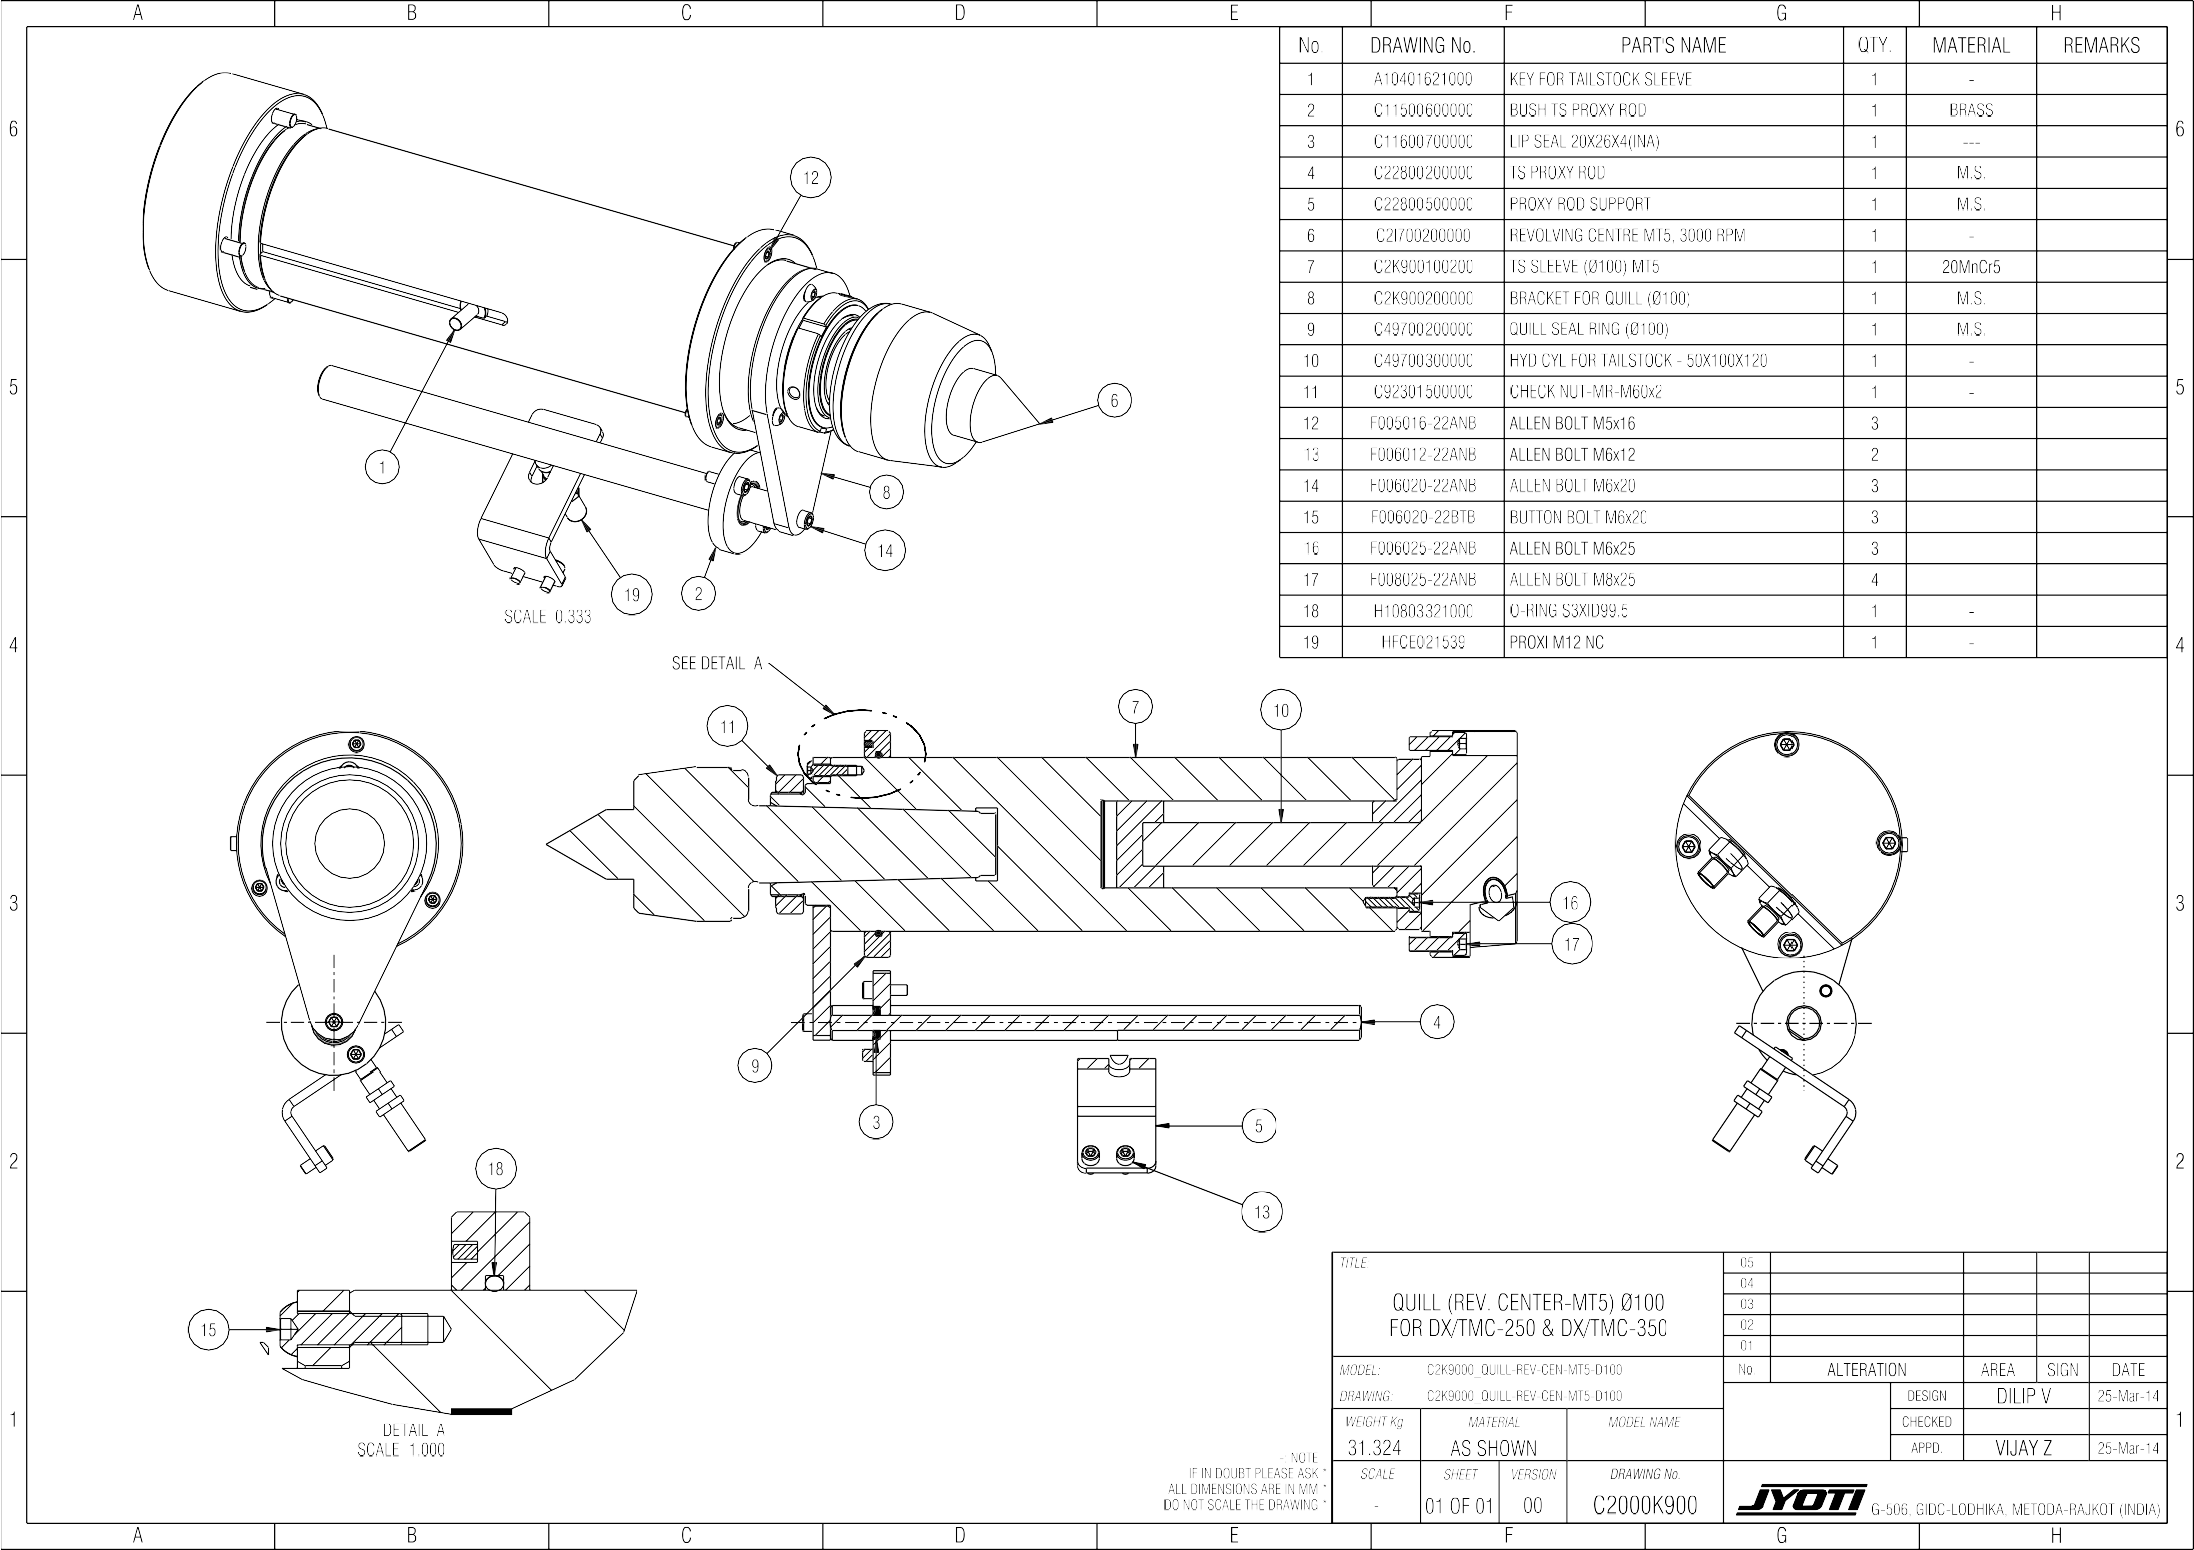 A B C D E F G H
No DRAWING No. PART'S NAME QTY. MATERIAL REMARKS
1 A10401621000 KEY FOR TAILSTOCK SLEEVE 1 -
2 C11500600000 BUSH TS PROXY ROD 1 BRASS
3 C11600700000 LIP SEAL 20X26X4(INA) 1 ---
4 C22800200000 TS PROXY ROD 1 M.S.
5 C22800500000 PROXY ROD SUPPORT 1 M.S.
6 C2I700200000 REVOLVING CENTRE MT5, 3000 RPM 1 -
7 C2K900100200 TS SLEEVE (Ø100) MT5 1 20MnCr5
8 C2K900200000 BRACKET FOR QUILL (Ø100) 1 M.S.
9 C49700200000 QUILL SEAL RING (Ø100) 1 M.S.
10 C49700300000 HYD CYL FOR TAILSTOCK - 50X100X120 1 -
11 C92301500000 CHECK NUT-MR-M60x2 1 -
12 F005016-22ANB ALLEN BOLT M5x16 3
13 F006012-22ANB ALLEN BOLT M6x12 2
14 F006020-22ANB ALLEN BOLT M6x20 3
15 F006020-22BTB BUTTON BOLT M6x20 3
16 F006025-22ANB ALLEN BOLT M6x25 3
17 F008025-22ANB ALLEN BOLT M8x25 4
18 H10803321000 O-RING S3XID99.5 1 -
19 HFCE021539 PROXI M12 NC 1 -
6
6
5
5
4
4
3
3
2
2
1
1
12
6
1
8
14
2
19
SCALE 0.333
SEE DETAIL A
7
10
11
16
17
4
9
3
5
13
18
15
DETAIL A
SCALE 1.000
- NOTE
IF IN DOUBT PLEASE ASK *
ALL DIMENSIONS ARE IN MM *
DO NOT SCALE THE DRAWING *
TITLE
QUILL (REV. CENTER-MT5) Ø100
FOR DX/TMC-250 & DX/TMC-350
MODEL: C2K9000_QUILL-REV-CEN-MT5-D100
DRAWING: C2K9000_QUILL-REV-CEN-MT5-D100
WEIGHT Kg MATERIAL MODEL NAME
31.324 AS SHOWN
SCALE SHEET VERSION DRAWING No.
- 01 OF 01 00 C2000K900
05
04
03
02
01
No ALTERATION AREA SIGN DATE
DESIGN DILIP V 25-Mar-14
CHECKED
APPD. VIJAY Z 25-Mar-14
JYOTI G-506, GIDC-LODHIKA, METODA-RAJKOT (INDIA)
A B C D E F G H